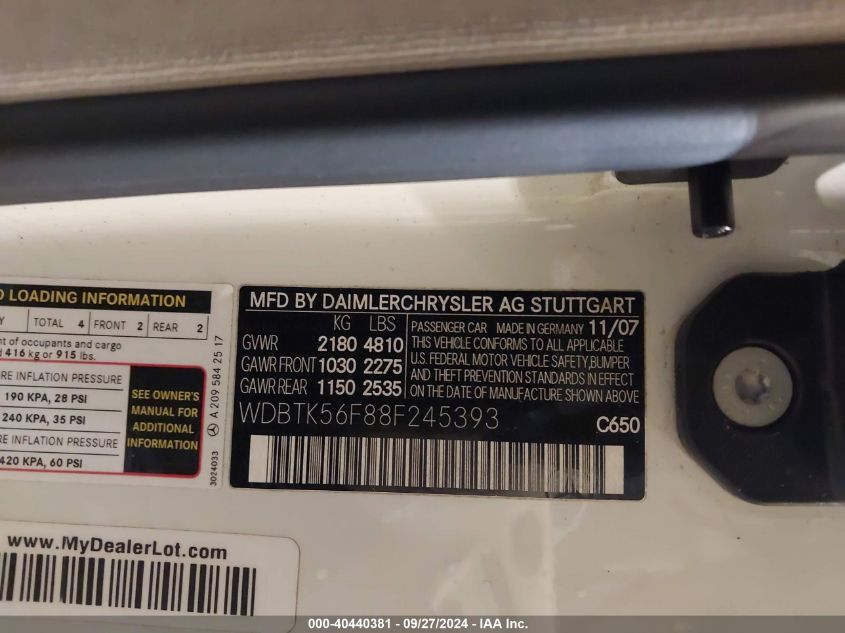 O LOADING INFORMATION
Y TOTAL 4 FRONT 2 REAR 2
nt of occupants and cargo
d 416 kg or 915 lbs.
RE INFLATION PRESSURE
190 KPA, 28 PSI
240 KPA, 35 PSI
RE INFLATION PRESSURE
420 KPA, 60 PSI
SEE OWNER'S
MANUAL FOR
ADDITIONAL
INFORMATION
A 209 584 25 17
3024033
MFD BY DAIMLERCHRYSLER AG STUTTGART
KG LBS
GVWR 2180 4810
GAWR FRONT 1030 2275
GAWR REAR 1150 2535
PASSENGER CAR MADE IN GERMANY 11/07
THIS VEHICLE CONFORMS TO ALL APPLICABLE
U.S. FEDERAL MOTOR VEHICLE SAFETY,BUMPER
AND THEFT PREVENTION STANDARDS IN EFFECT
ON THE DATE OF MANUFACTURE SHOWN ABOVE
WDBTK56F88F245393
C650
www.MyDealerLot.com
000-40440381 - 09/27/2024 - IAA Inc.